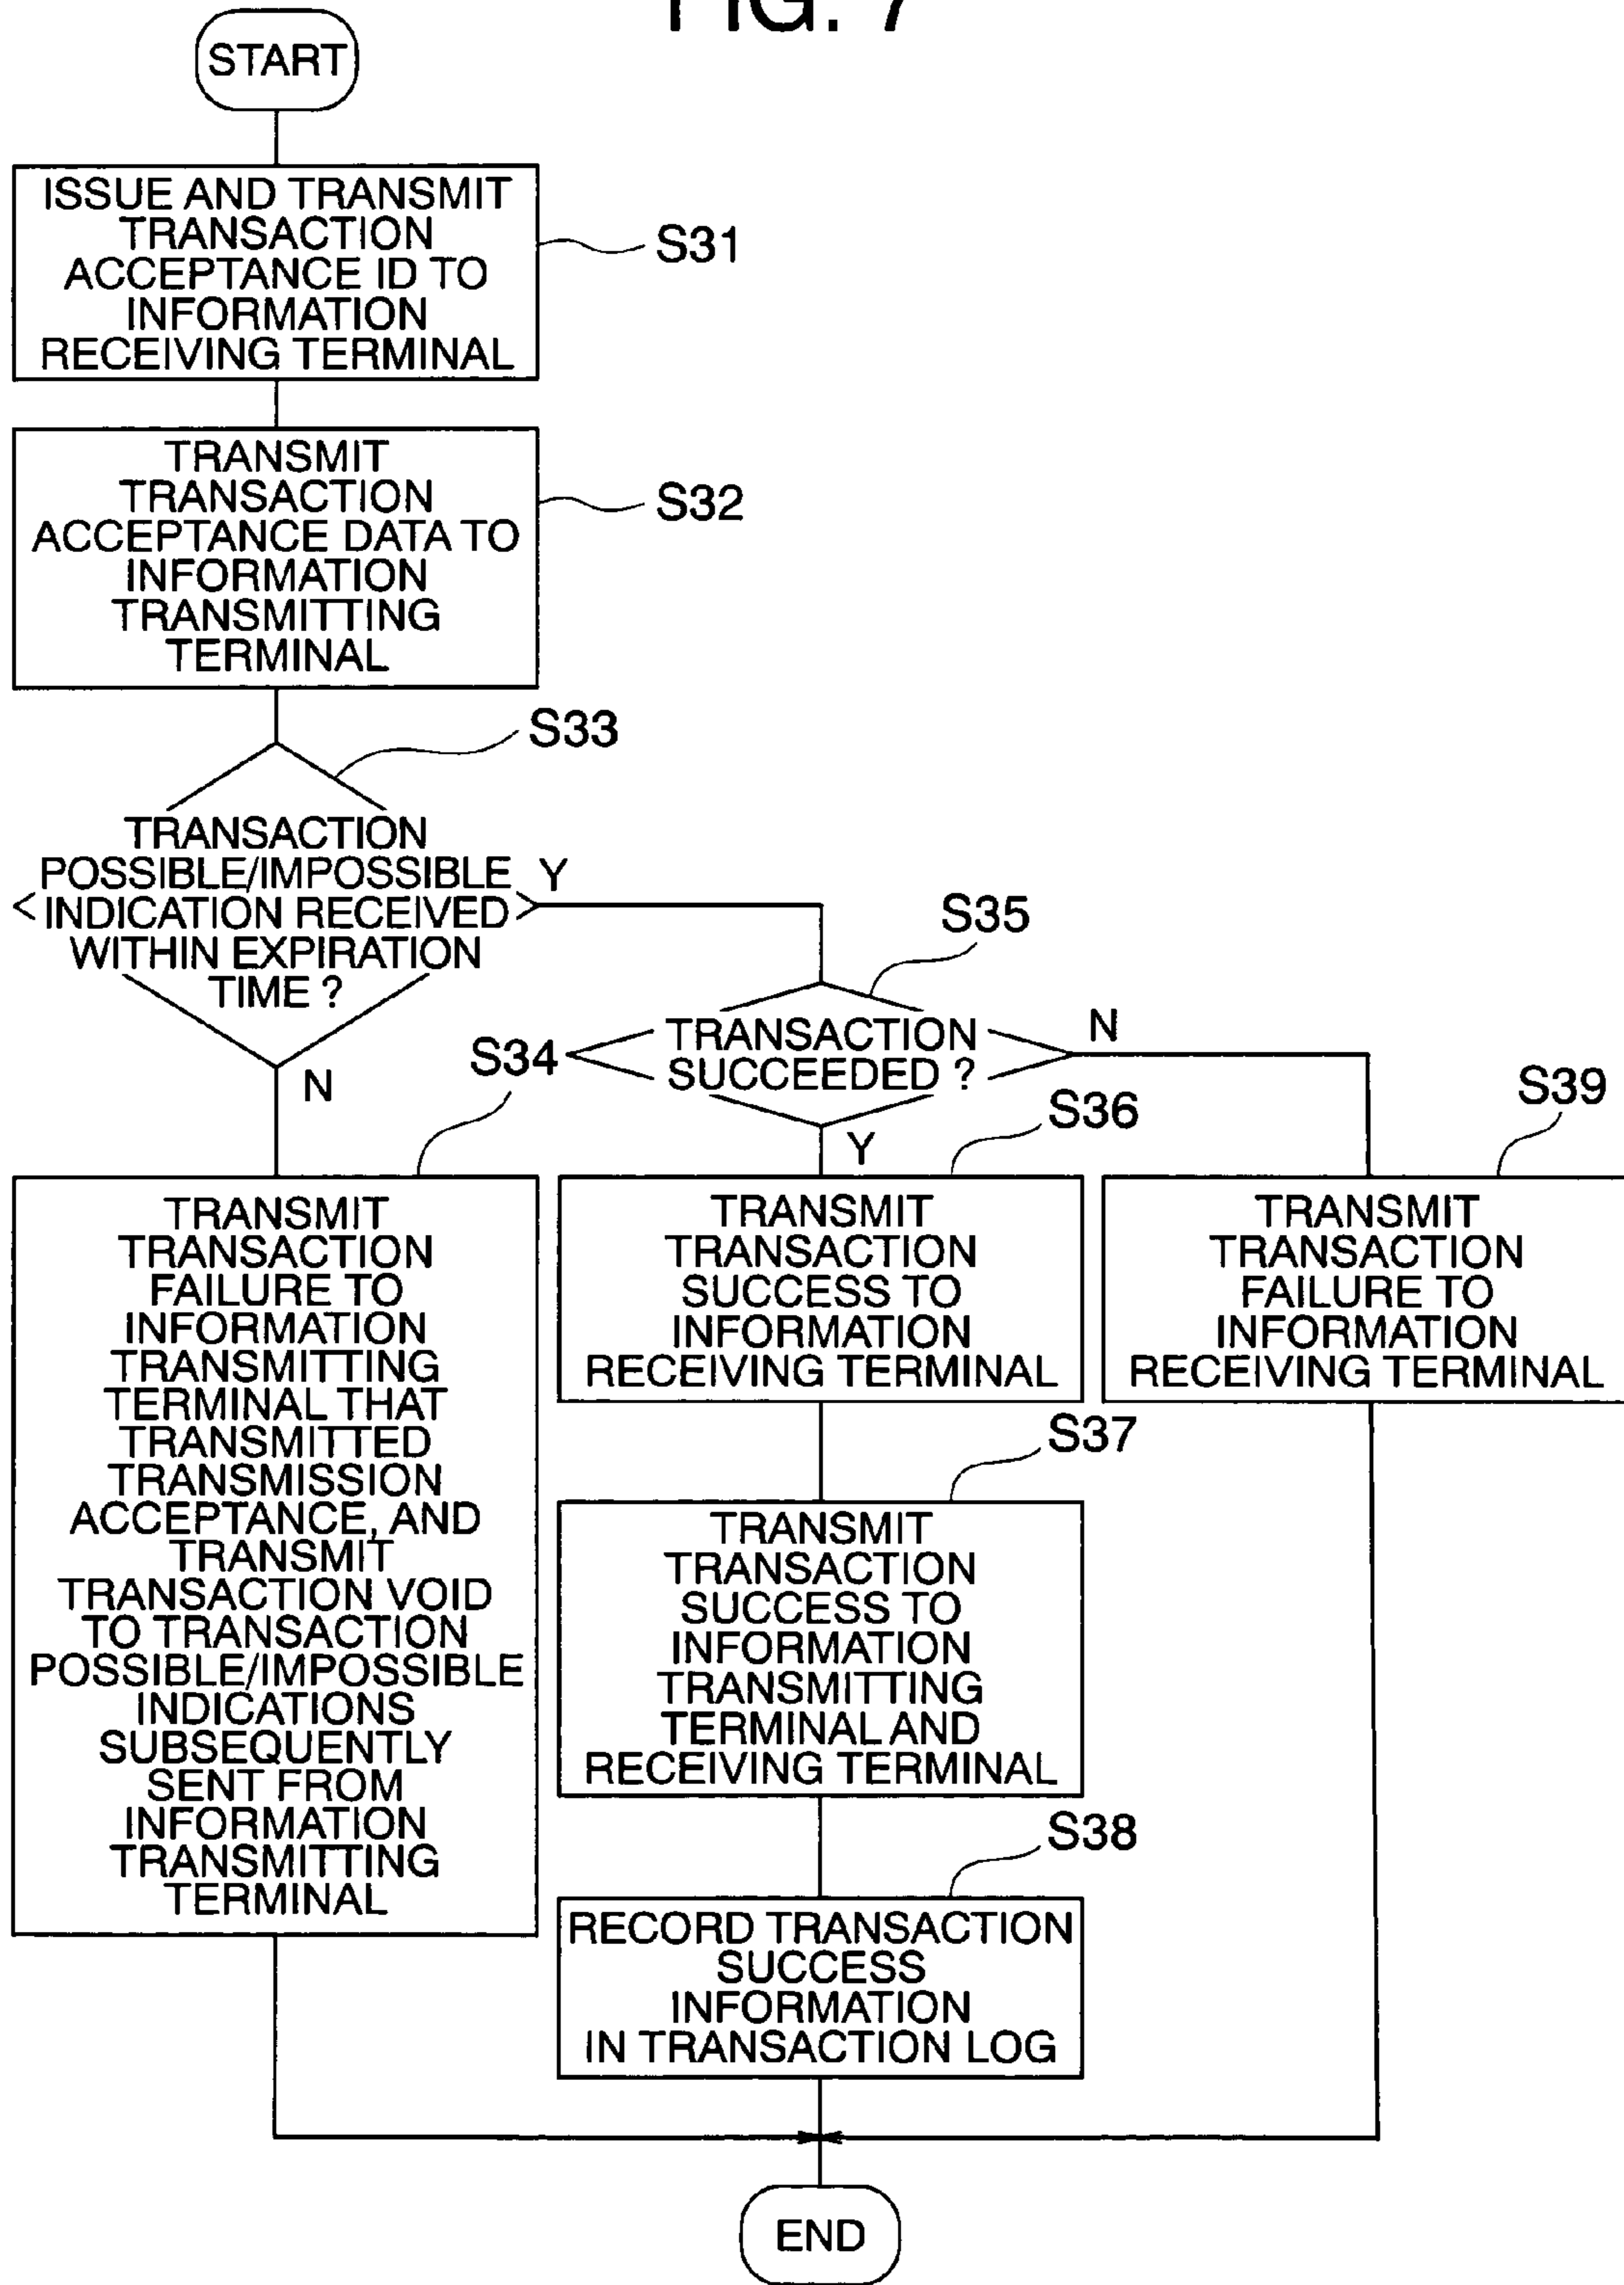 FIG. 7
START
ISSUE AND TRANSMIT
TRANSACTION
ACCEPTANCE ID TO
INFORMATION
RECEIVING TERMINAL
S31
TRANSMIT
TRANSACTION
ACCEPTANCE DATA TO
INFORMATION
TRANSMITTING
TERMINAL
S32
S33
TRANSACTION
POSSIBLE/IMPOSSIBLE
INDICATION RECEIVED
WITHIN EXPIRATION
TIME ?
Y
N
S35
TRANSACTION
SUCCEEDED ?
N
Y
S34
TRANSMIT
TRANSACTION
FAILURE TO
INFORMATION
TRANSMITTING
TERMINAL THAT
TRANSMITTED
TRANSMISSION
ACCEPTANCE, AND
TRANSMIT
TRANSACTION VOID
TO TRANSACTION
POSSIBLE/IMPOSSIBLE
INDICATIONS
SUBSEQUENTLY
SENT FROM
INFORMATION
TRANSMITTING
TERMINAL
S36
TRANSMIT
TRANSACTION
SUCCESS TO
INFORMATION
RECEIVING TERMINAL
S39
TRANSMIT
TRANSACTION
FAILURE TO
INFORMATION
RECEIVING TERMINAL
S37
TRANSMIT
TRANSACTION
SUCCESS TO
INFORMATION
TRANSMITTING
TERMINAL AND
RECEIVING TERMINAL
S38
RECORD TRANSACTION
SUCCESS
INFORMATION
IN TRANSACTION LOG
END